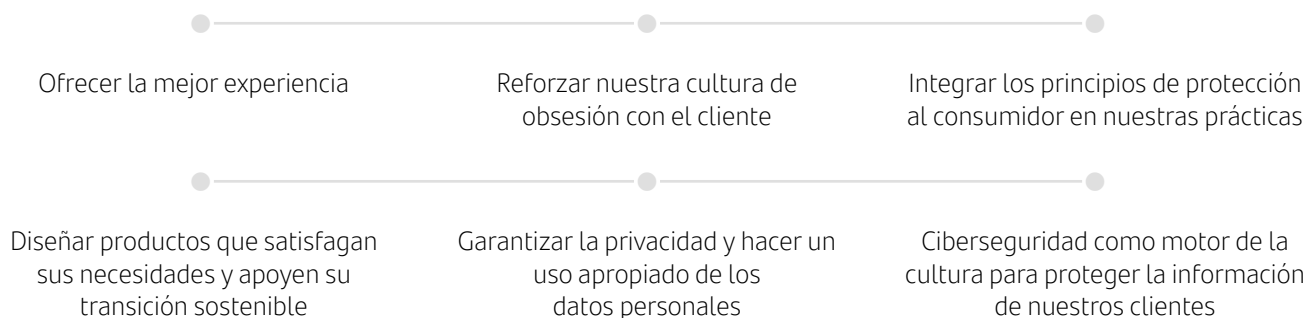 Ofrecer la mejor experiencia
Reforzar nuestra cultura de
obsesión con el cliente
Integrar los principios de protección
al consumidor en nuestras prácticas
Diseñar productos que satisfagan
sus necesidades y apoyen su
transición sostenible
Garantizar la privacidad y hacer un
uso apropiado de los
datos personales
Ciberseguridad como motor de la
cultura para proteger la información
de nuestros clientes